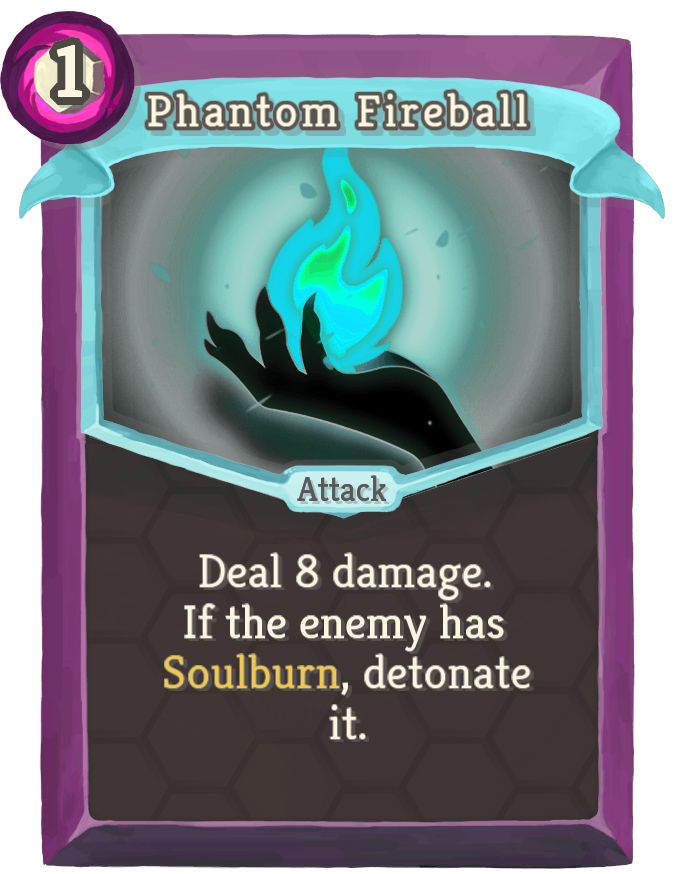 1
Phantom Fireball
Attack
Deal 8 damage.
If the enemy has
Soulburn, detonate
it.